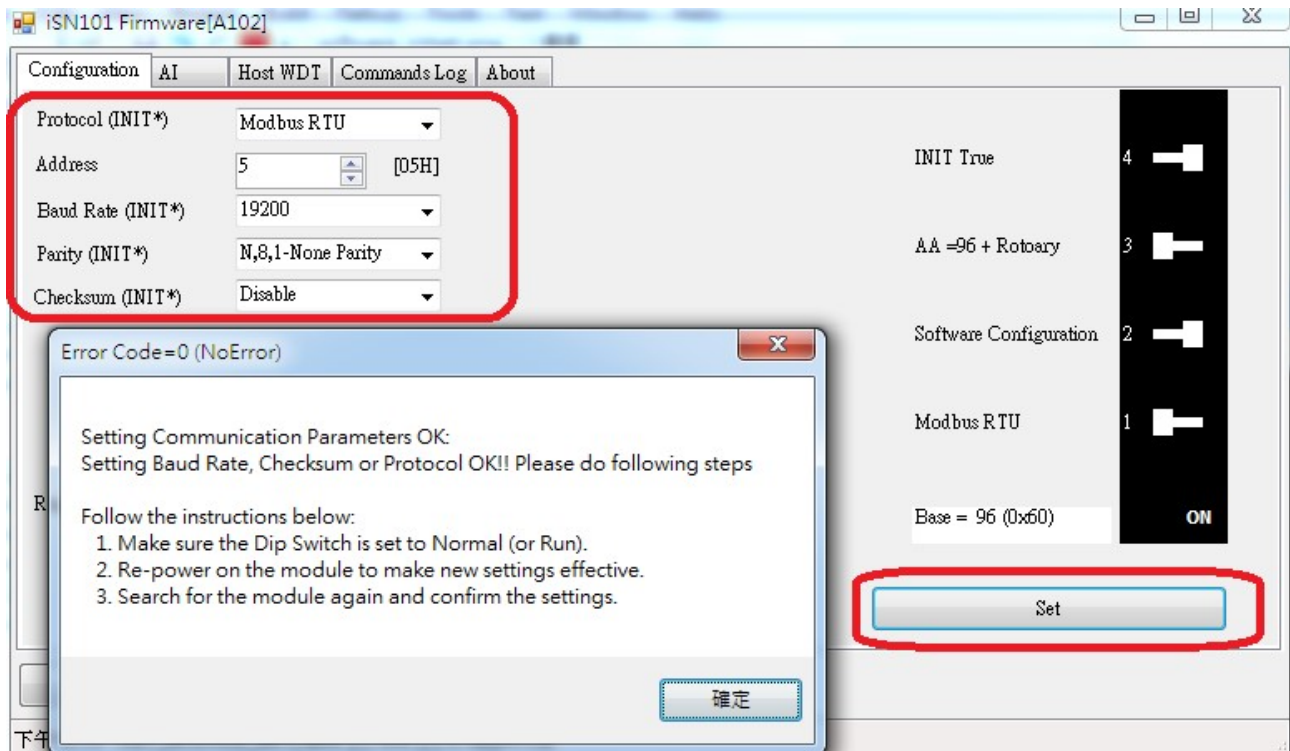 iSN101 Firmware[A102]
Configuration AI Host WDT Commands Log About
Protocol (INIT*) Modbus RTU
Address 5 [05H]
Baud Rate (INIT*) 19200
Parity (INIT*) N,8,1-None Parity
Checksum (INIT*) Disable
INIT True 4
AA =96 + Rotoary 3
Software Configuration 2
Modbus RTU 1
Base = 96 (0x60) ON
Set
Error Code=0 (NoError)
Setting Communication Parameters OK:
Setting Baud Rate, Checksum or Protocol OK!! Please do following steps
Follow the instructions below:
1. Make sure the Dip Switch is set to Normal (or Run).
2. Re-power on the module to make new settings effective.
3. Search for the module again and confirm the settings.
確定
R
下午